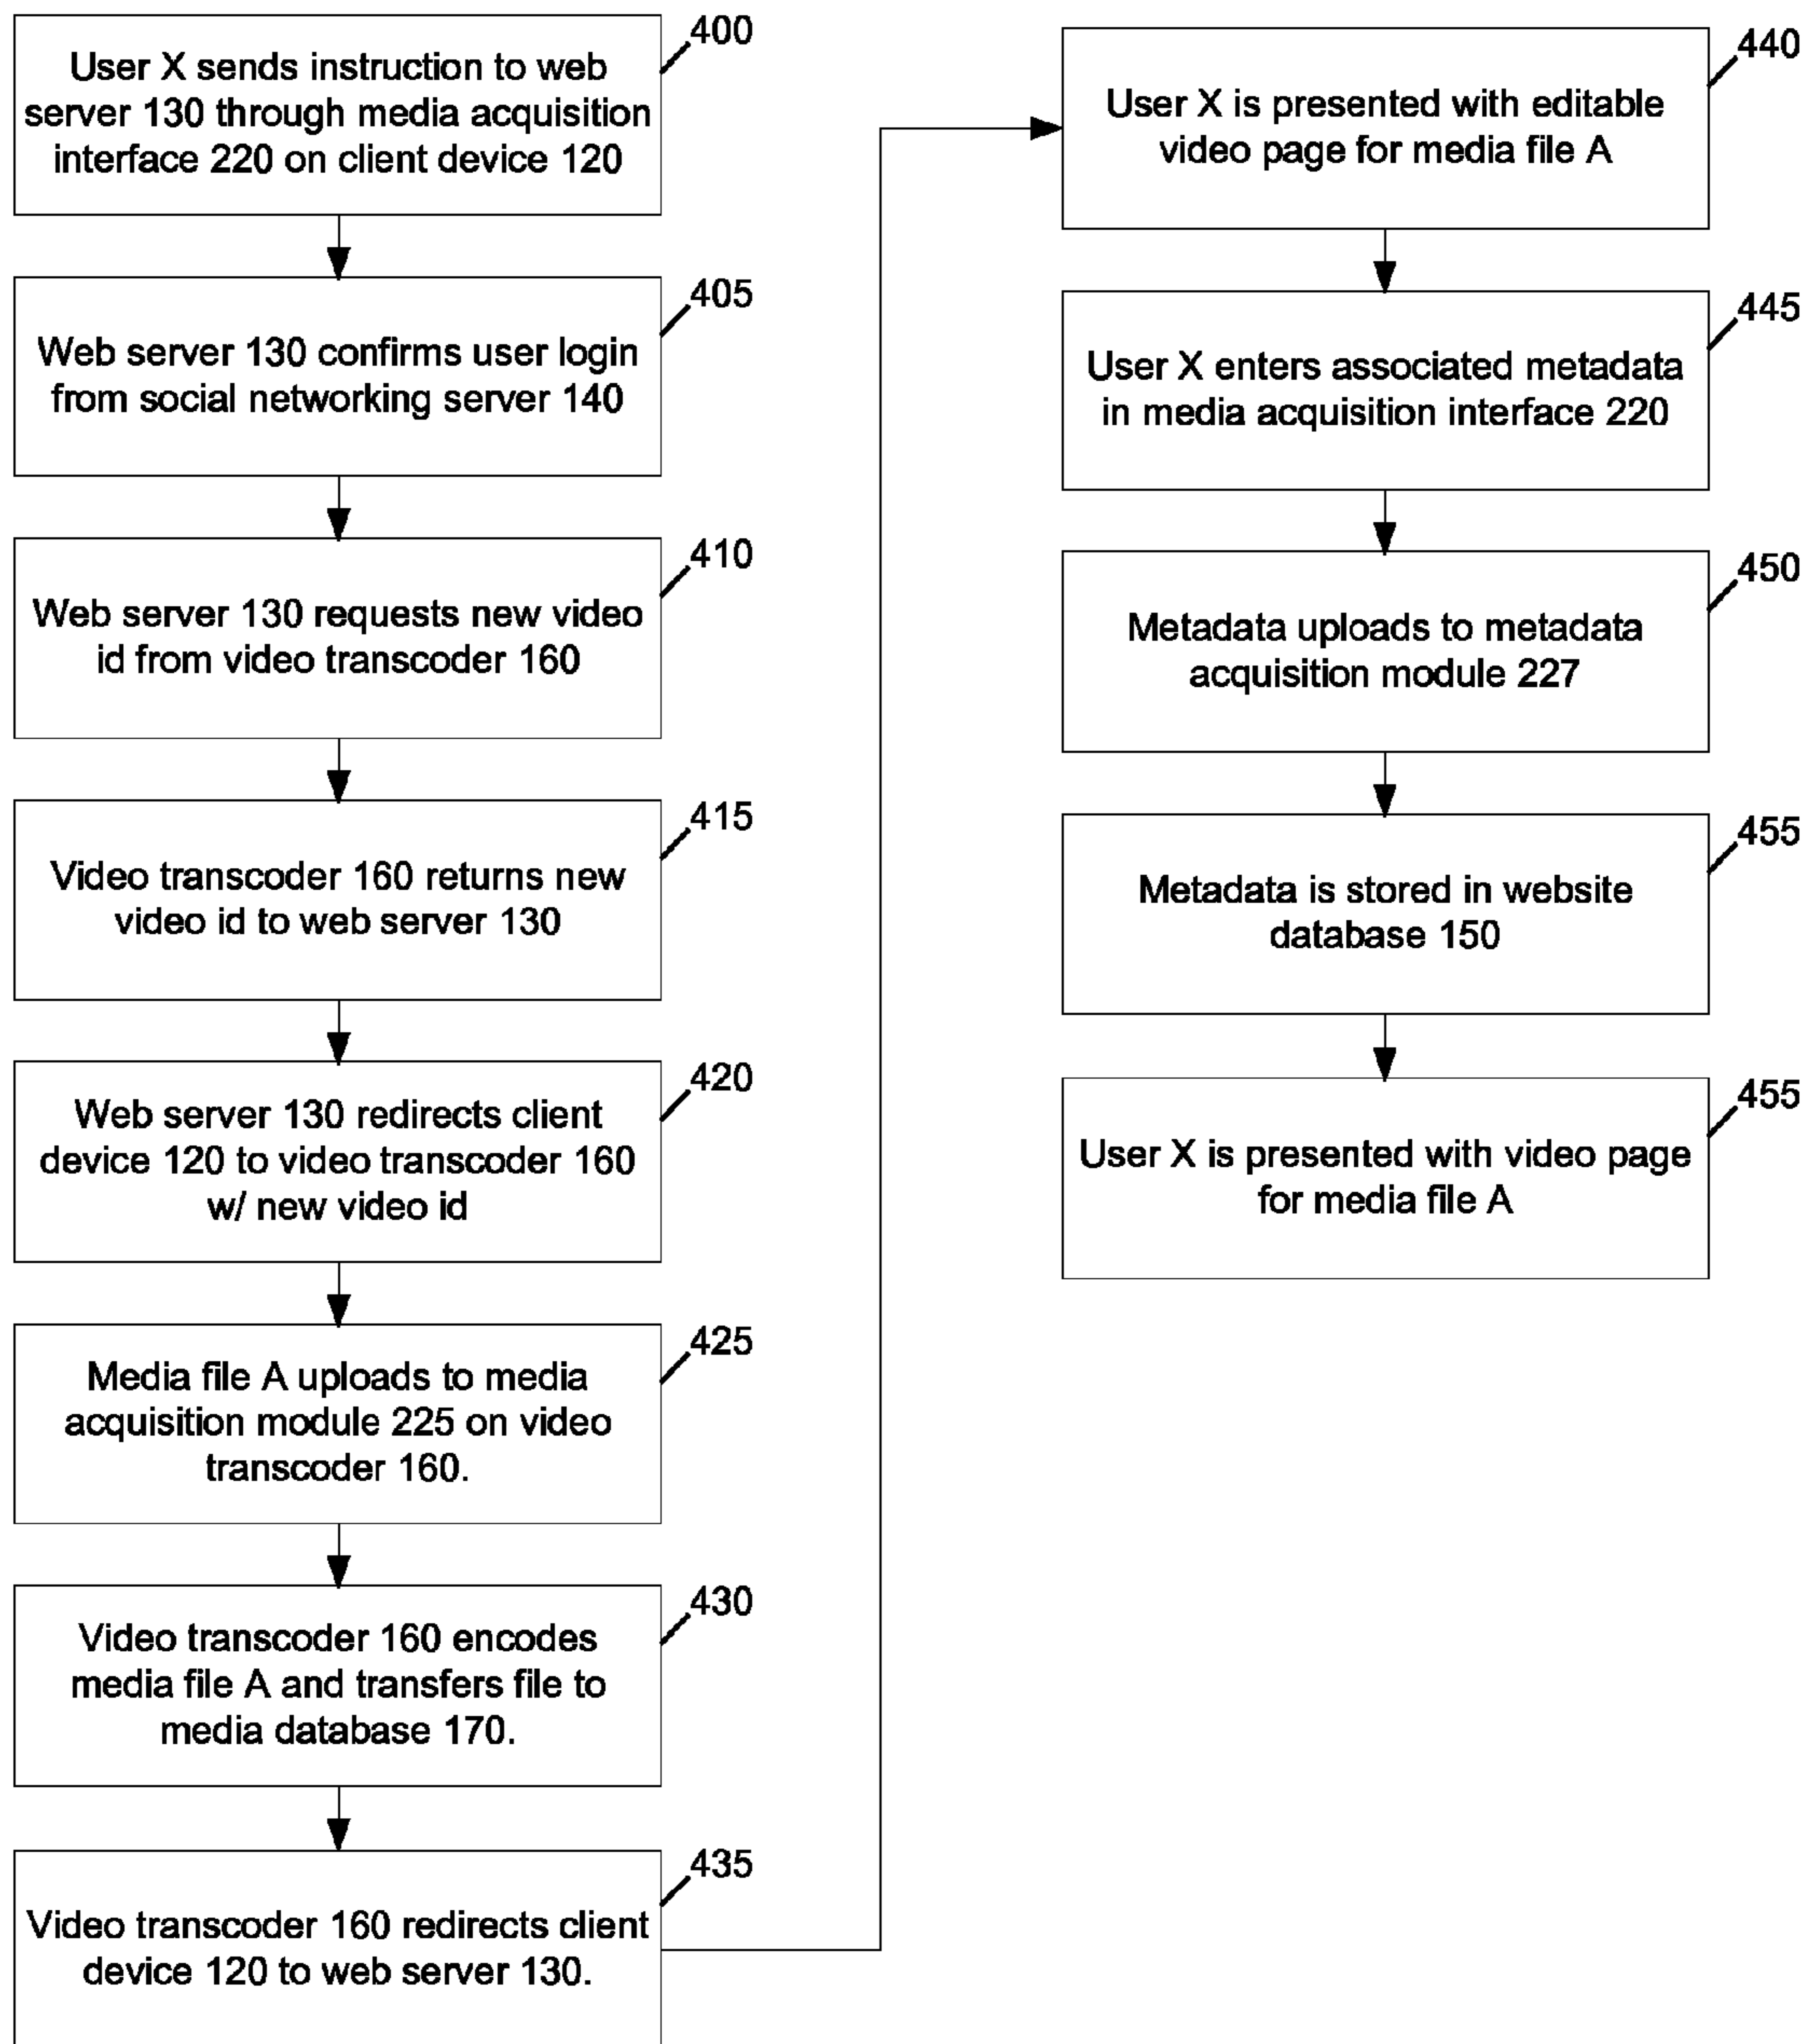 400
User X sends instruction to web
server 130 through media acquisition
interface 220 on client device 120
405
Web server 130 confirms user login
from social networking server 140
410
Web server 130 requests new video
id from video transcoder 160
415
Video transcoder 160 returns new
video id to web server 130
420
Web server 130 redirects client
device 120 to video transcoder 160
w/ new video id
425
Media file A uploads to media
acquisition module 225 on video
transcoder 160.
430
Video transcoder 160 encodes
media file A and transfers file to
media database 170.
435
Video transcoder 160 redirects client
device 120 to web server 130.
440
User X is presented with editable
video page for media file A
445
User X enters associated metadata
in media acquisition interface 220
450
Metadata uploads to metadata
acquisition module 227
455
Metadata is stored in website
database 150
455
User X is presented with video page
for media file A